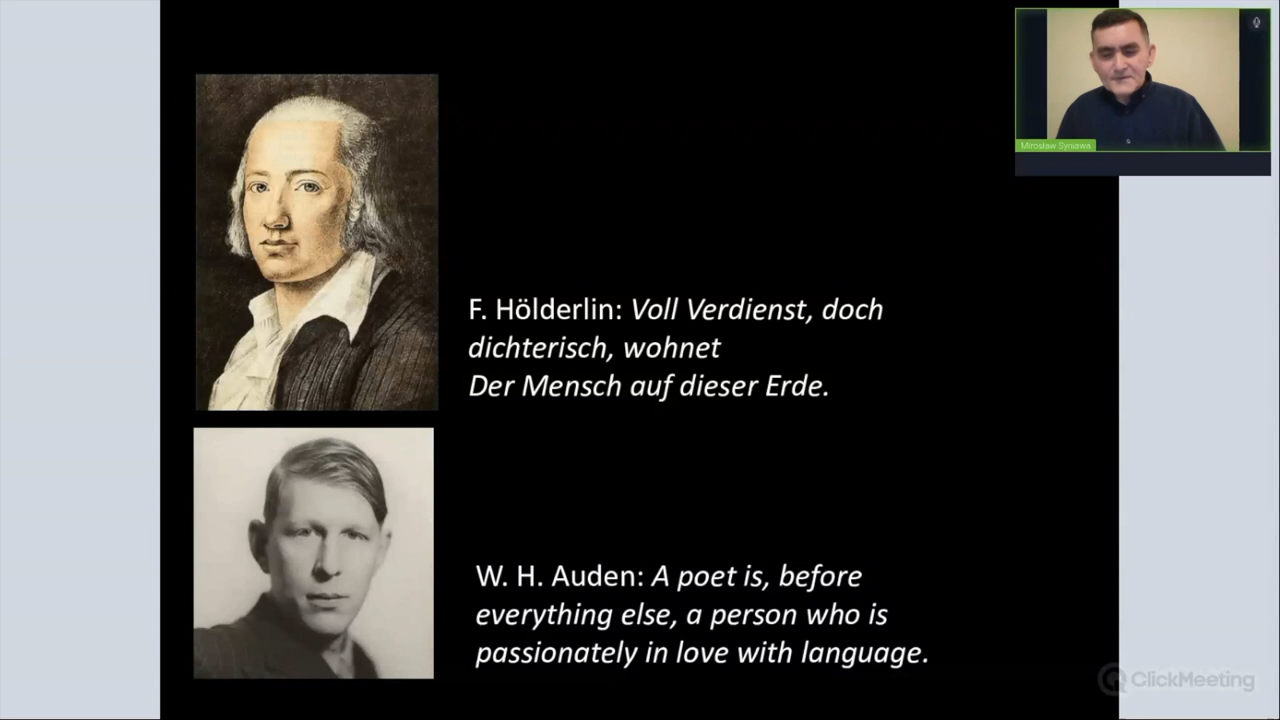 Mirosław Syniawa
F. Hölderlin: Voll Verdienst, doch
dichterisch, wohnet
Der Mensch auf dieser Erde.
W. H. Auden: A poet is, before
everything else, a person who is
passionately in love with language.
ClickMeeting